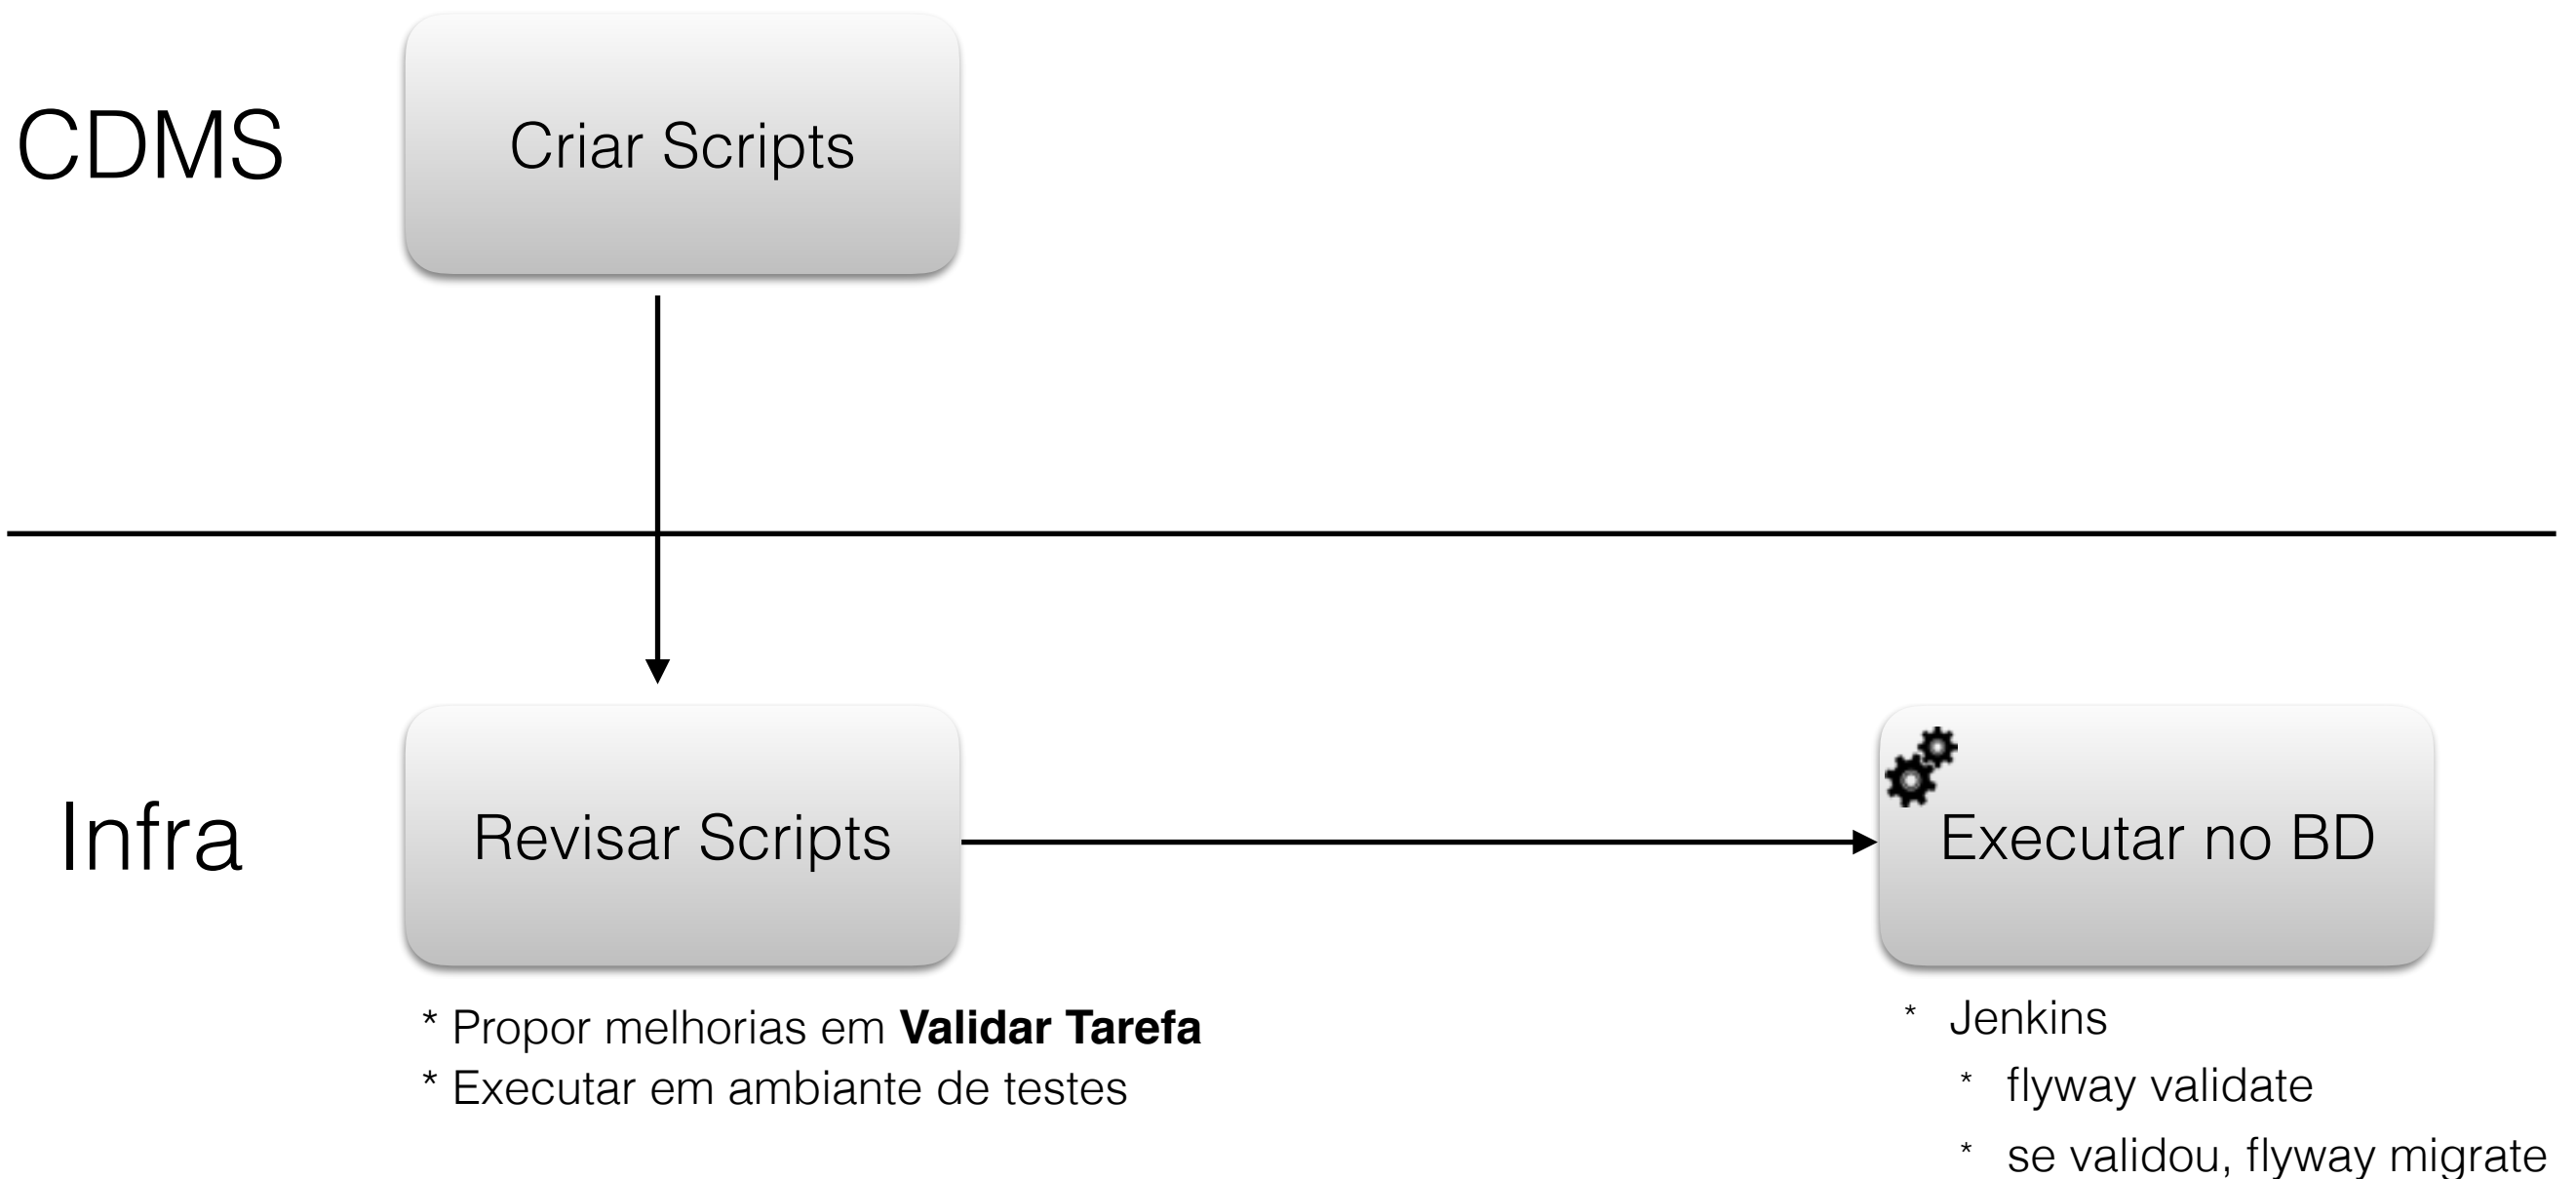 CDMS
Criar Scripts
Infra
Revisar Scripts
Executar no BD
* Propor melhorias em Validar Tarefa
* Executar em ambiante de testes
* Jenkins
* flyway validate
* se validou, flyway migrate